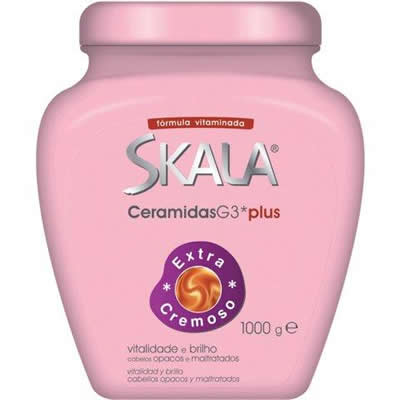 fórmula vitaminada
SKALA®
CeramidasG3*plus
* Extra *
Cremoso
1000 g e
vitalidade e brilho
cabelos opacos e maltratados
vitalidad y brillo
cabellos opacos y maltratados